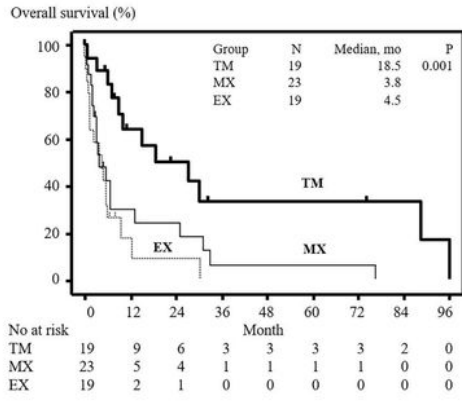 Overall survival (%)
100
80
60
40
20
0
Group N Median, mo P
TM 19 18.5 0.001
MX 23 3.8
EX 19 4.5
TM
EX
MX
0 12 24 36 48 60 72 84 96
No at risk Month
TM 19 9 6 3 3 3 3 2 0
MX 23 5 4 1 1 1 1 0 0
EX 19 2 1 0 0 0 0 0 0